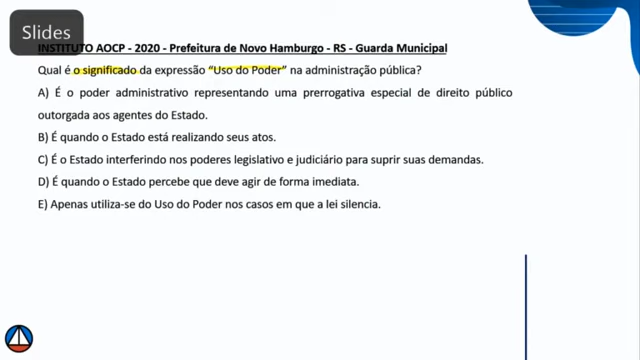 Slides
INSTITUTO AOCP - 2020 - Prefeitura de Novo Hamburgo - RS - Guarda Municipal
Qual é o significado da expressão “Uso do Poder” na administração pública?
A) É o poder administrativo representando uma prerrogativa especial de direito público
outorgada aos agentes do Estado.
B) É quando o Estado está realizando seus atos.
C) É o Estado interferindo nos poderes legislativo e judiciário para suprir suas demandas.
D) É quando o Estado percebe que deve agir de forma imediata.
E) Apenas utiliza-se do Uso do Poder nos casos em que a lei silencia.